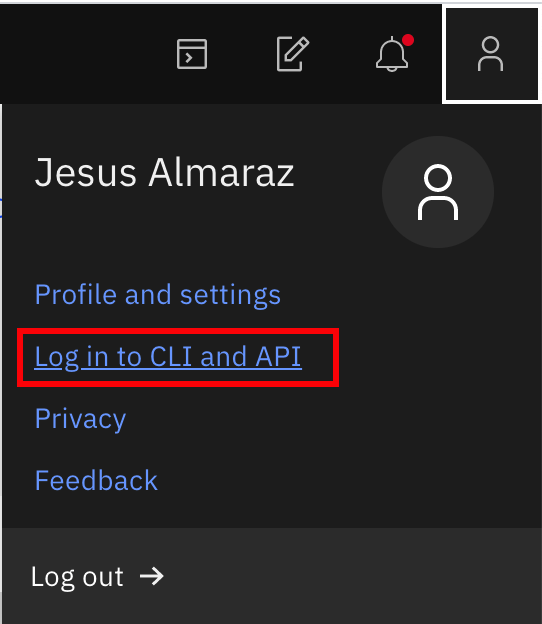 Jesus Almaraz
Profile and settings
Log in to CLI and API
Privacy
Feedback
Log out →